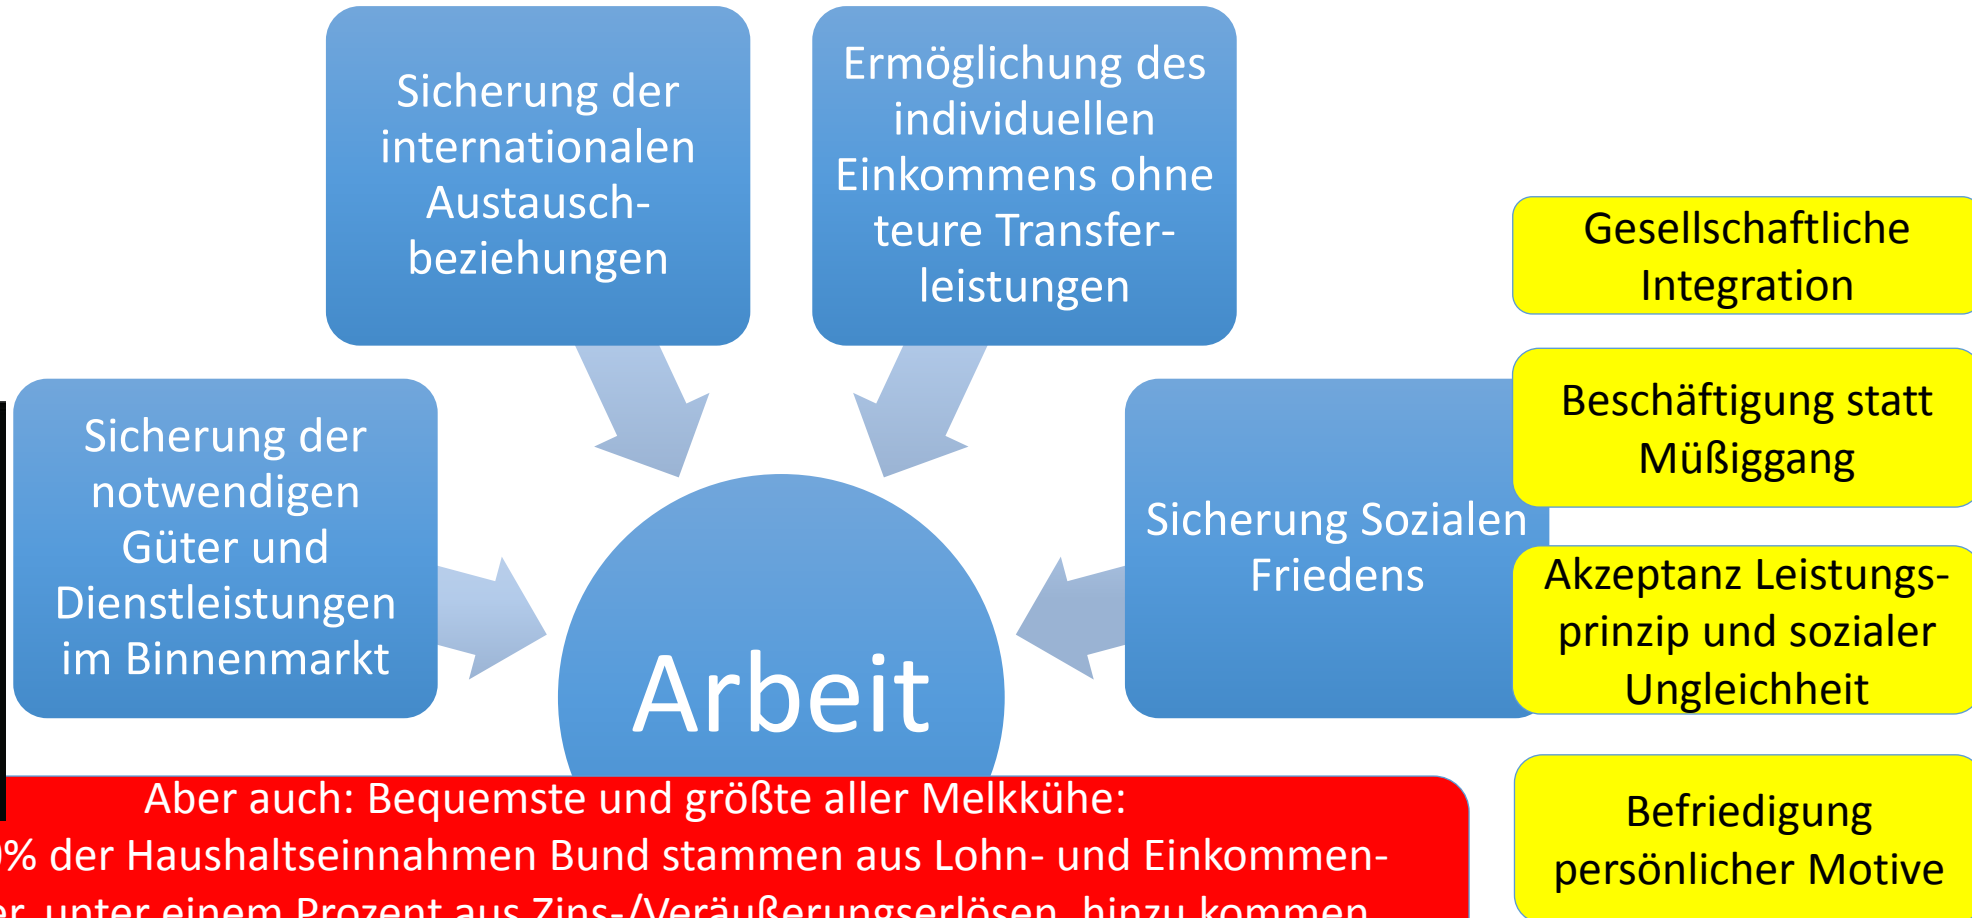 Sicherung der
internationalen
Austausch-
beziehungen
Ermöglichung des
individuellen
Einkommens ohne
teure Transfer-
leistungen
Sicherung der
notwendigen
Güter und
Dienstleistungen
im Binnenmarkt
Sicherung Sozialen
Friedens
Gesellschaftliche
Integration
Beschäftigung statt
Müßiggang
Akzeptanz Leistungs-
prinzip und sozialer
Ungleichheit
Befriedigung
persönlicher Motive
Arbeit
Aber auch: Bequemste und größte aller Melkkühe:
% der Haushaltseinnahmen Bund stammen aus Lohn- und Einkommen-
unter einem Prozent aus Zins-/Veräußerungserlösen, hinzu kommen